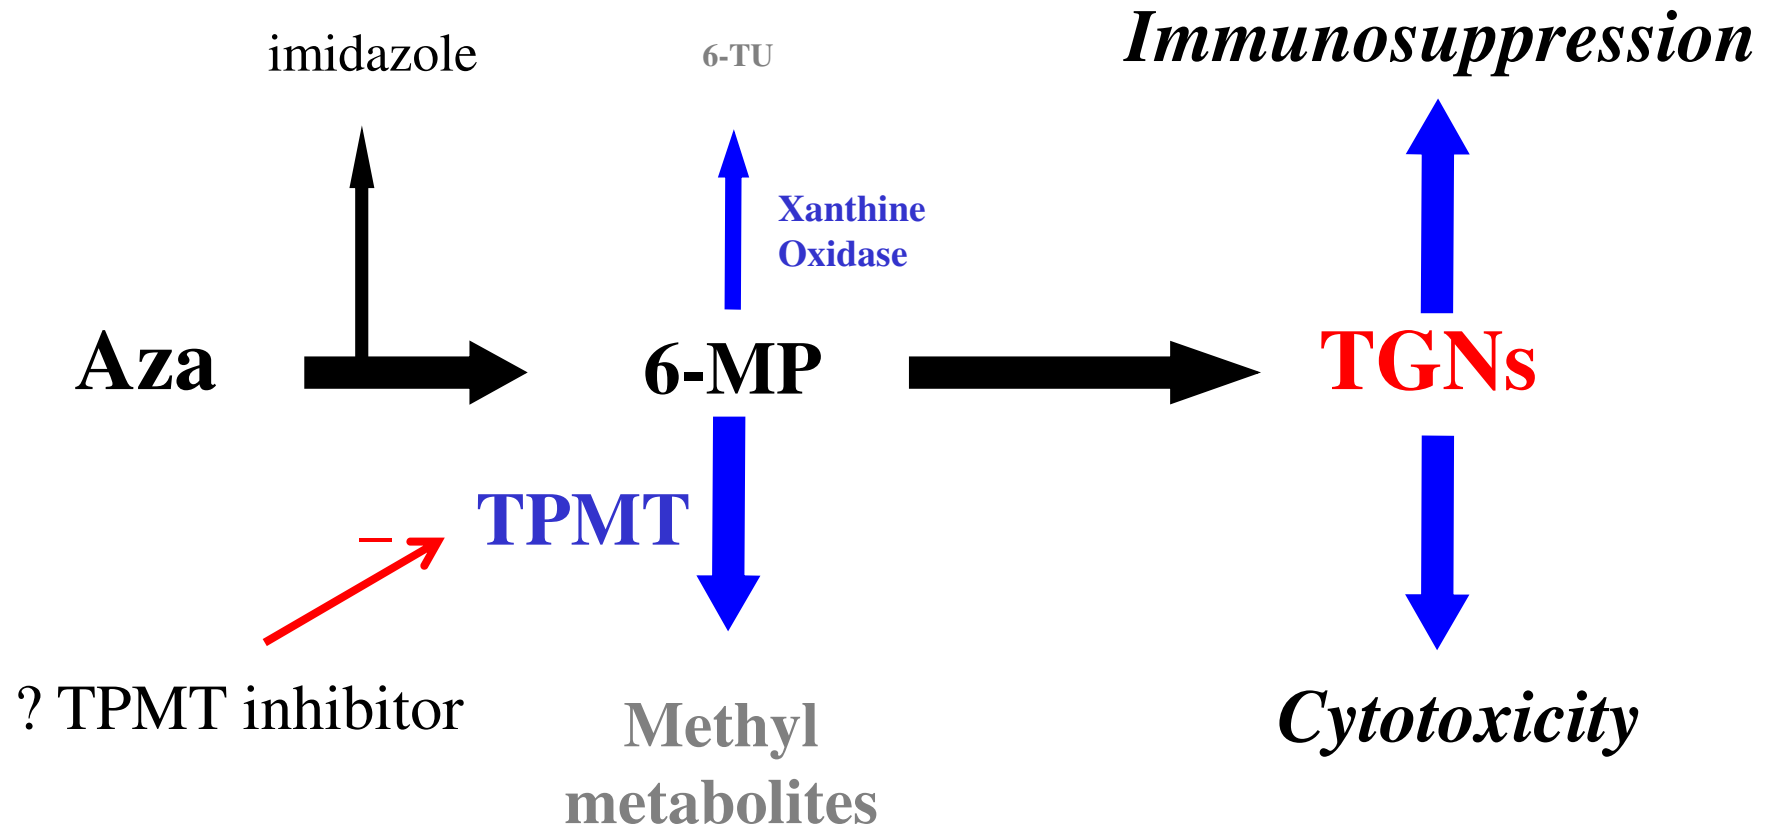 imidazole
6-TU
Immunosuppression
Xanthine
Oxidase
Aza
6-MP
TGNs
TPMT
–
? TPMT inhibitor
Methyl
metabolites
Cytotoxicity